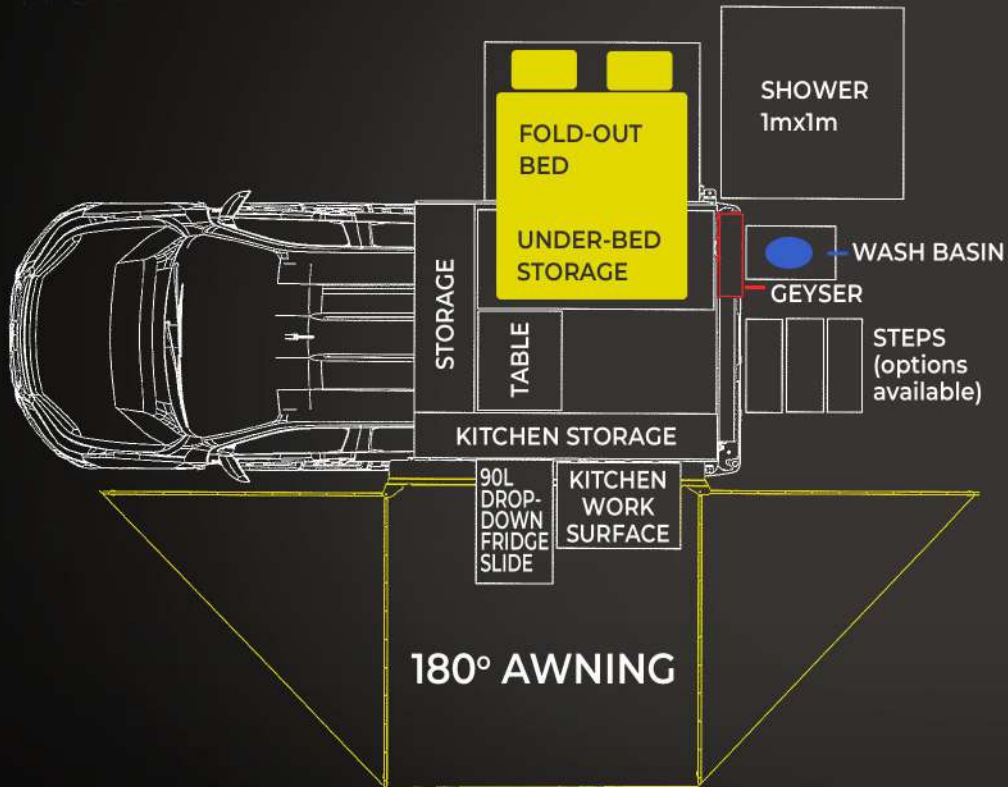 SHOWER
1mx1m
FOLD-OUT
BED
UNDER-BED
STORAGE
WASH BASIN
GEYSER
STORAGE
TABLE
STEPS
(options
available)
KITCHEN STORAGE
90L
DROP-
DOWN
FRIDGE
SLIDE
KITCHEN
WORK
SURFACE
180° AWNING